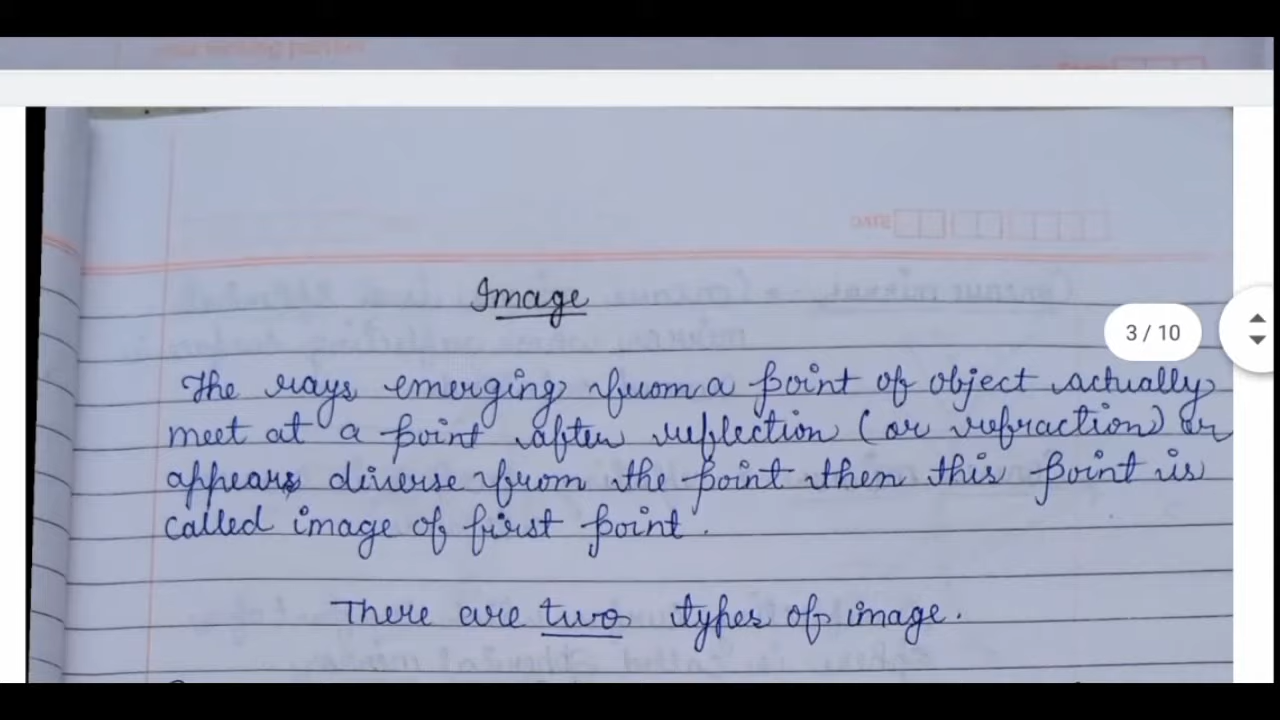 Image
3 / 10
The rays emerging from a point of object actually
meet at a point after reflection (or refraction) or
appears diverse from the point then this point is
called image of first point.
There are two types of image.